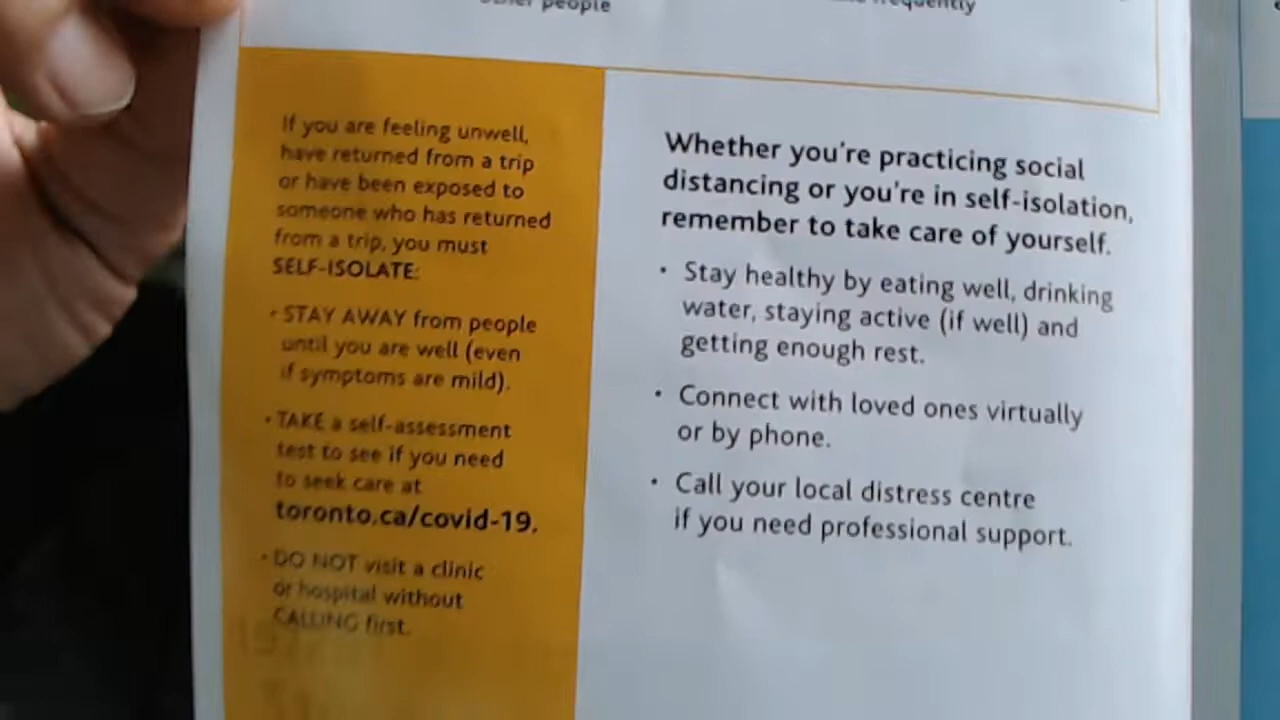 other people
frequently
If you are feeling unwell,
have returned from a trip
or have been exposed to
someone who has returned
from a trip, you must
SELF-ISOLATE:
• STAY AWAY from people
until you are well (even
if symptoms are mild).
• TAKE a self-assessment
test to see if you need
to seek care at
toronto.ca/covid-19.
• DO NOT visit a clinic
or hospital without
CALLING first.
Whether you're practicing social
distancing or you're in self-isolation,
remember to take care of yourself.
• Stay healthy by eating well, drinking
water, staying active (if well) and
getting enough rest.
• Connect with loved ones virtually
or by phone.
• Call your local distress centre
if you need professional support.